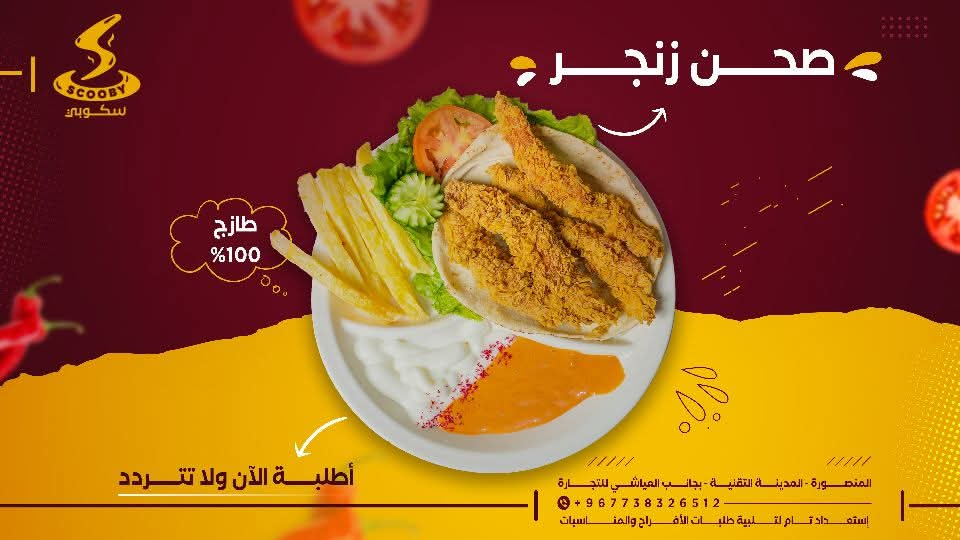 SCOOBY
سكوبي
صحن زنجر
طازج
%100
أطلبة الآن ولا تتردد
المنصورة - المدينة التقنية - بجانب العياشي للتجارة
+967738326512
إستعداد تام لتلبية طلبات الأفراح والمناسبات